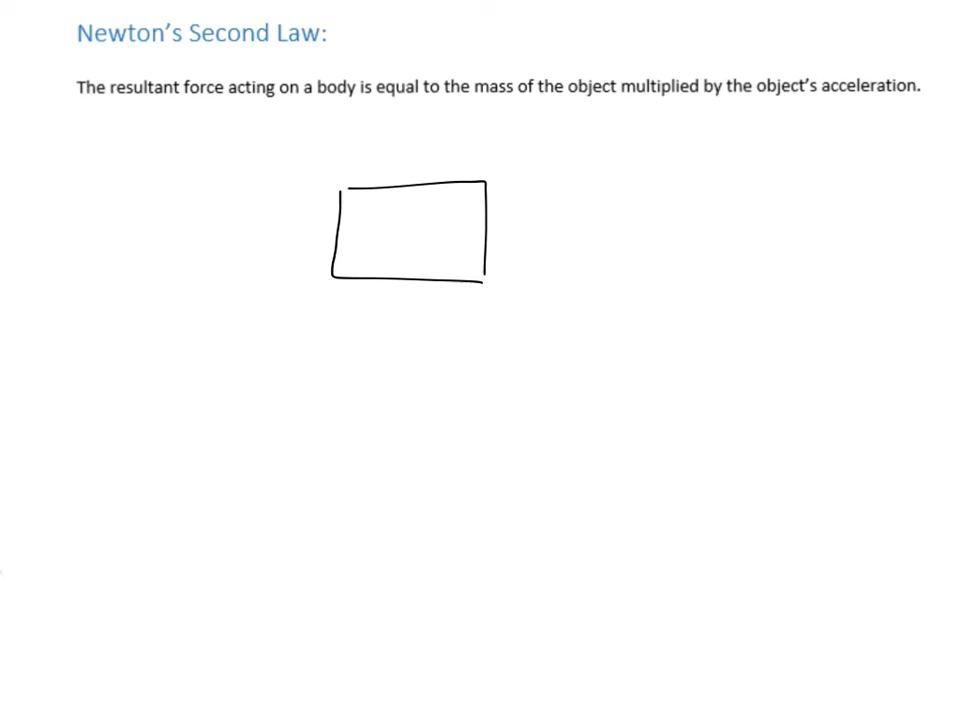 Newton’s Second Law:
The resultant force acting on a body is equal to the mass of the object multiplied by the object’s acceleration.